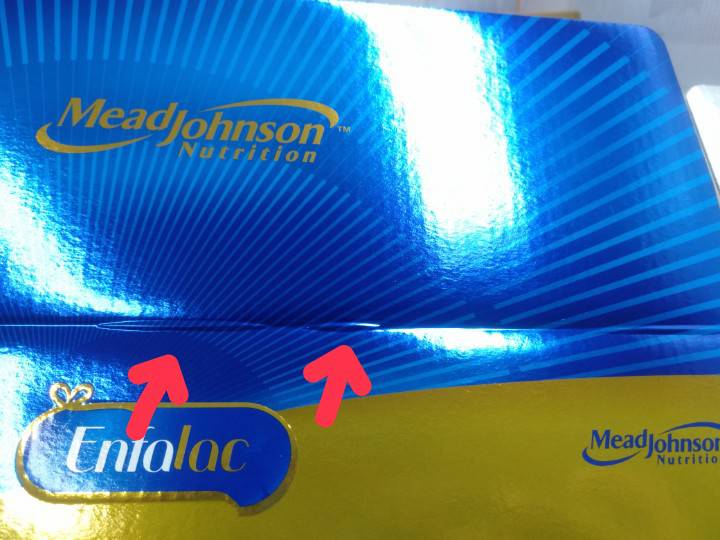 MeadJohnson™
Nutrition
Enfalac
MeadJohnson
Nutrition